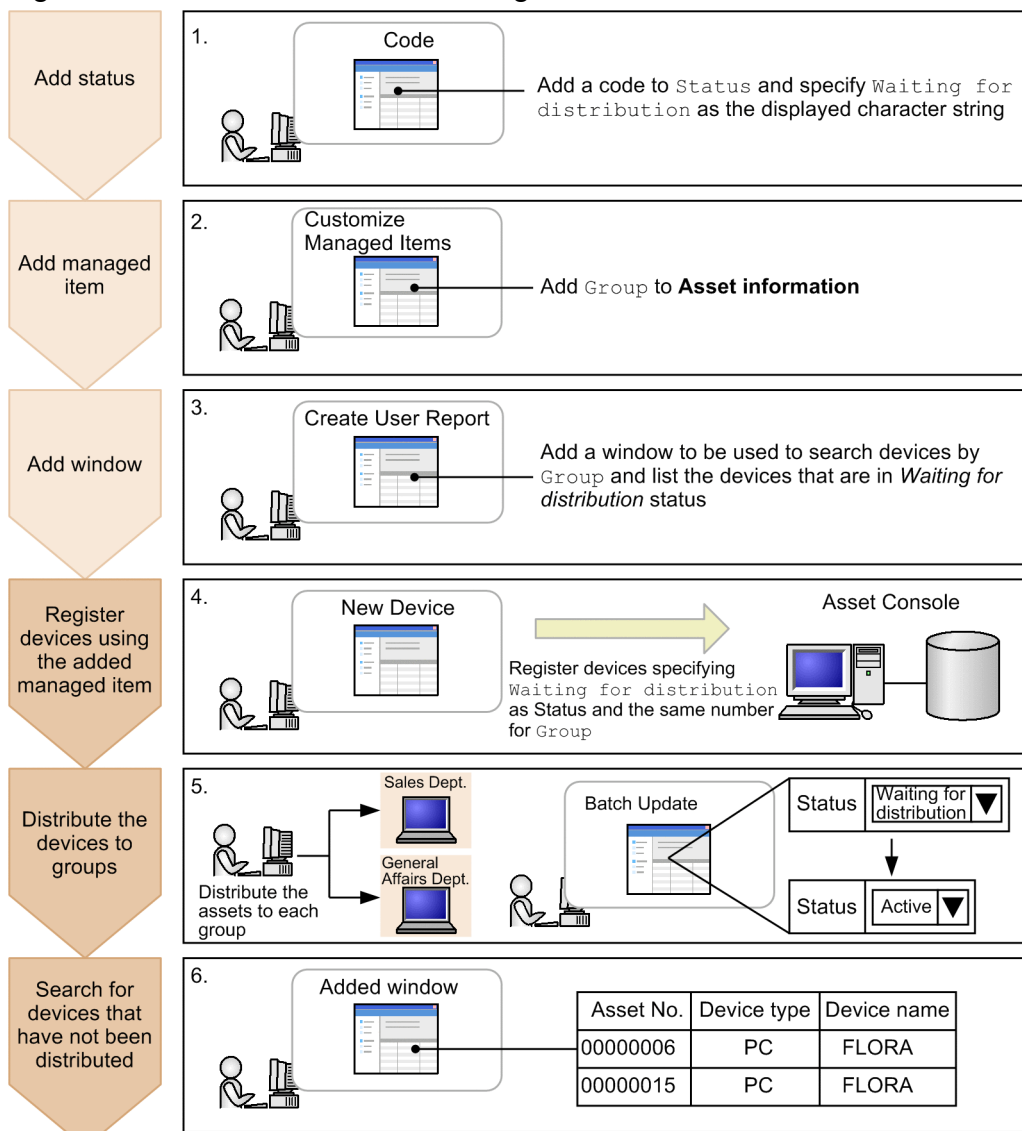 Add status
1.
Code
Add a code to Status and specify Waiting for
distribution as the displayed character string
Add managed
item
2.
Customize
Managed Items
Add Group to Asset information
Add window
3.
Create User Report
Add a window to be used to search devices by
Group and list the devices that are in Waiting for
distribution status
Register
devices using
the added
managed item
4.
New Device
Register devices specifying
Waiting for distribution
as Status and the same number
for Group
Asset Console
Distribute the
devices to
groups
5.
Distribute the
assets to each
group
Sales Dept.
General
Affairs Dept.
Batch Update
Status
Waiting for
distribution
Status
Active
Search for
devices that
have not been
distributed
6.
Added window
Asset No. Device type Device name
00000006 PC FLORA
00000015 PC FLORA